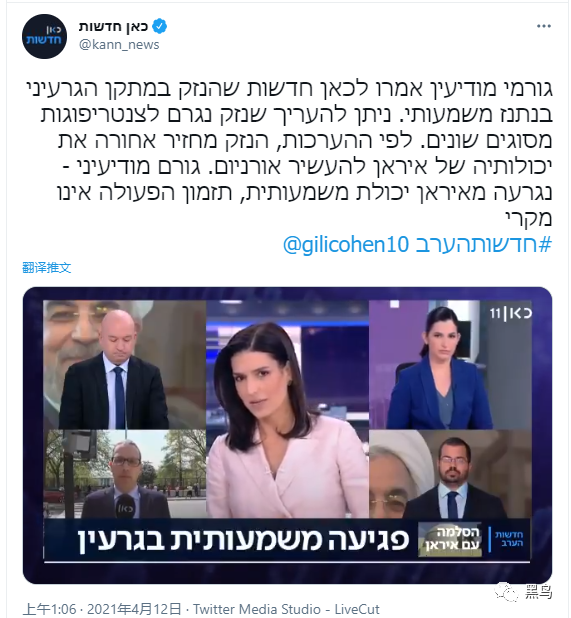 כאן חדשות
@kann_news
כאן
חדשות
גורמי מודיעין אמרו לכאן חדשות שהנזק במתקן הגרעיני
בנתנז משמעותי. ניתן להעריך שנזק נגרם לצנטריפוגות
מסוגים שונים. לפי ההערכות, הנזק מחזיר אחורה את
יכולותיה של איראן להעשיר אורניום. גורם מודיעיני -
נגרעה מאיראן יכולת משמעותית, תזמון הפעולה אינו
מקרי
#חדשותהערב @gilicohen10
翻译推文
כאן 11
כאן
חדשות
הערב
הסלמה
עם איראן
פגיעה משמעותית בגרעין
黑鸟
上午1:06 · 2021年4月12日 · Twitter Media Studio - LiveCut